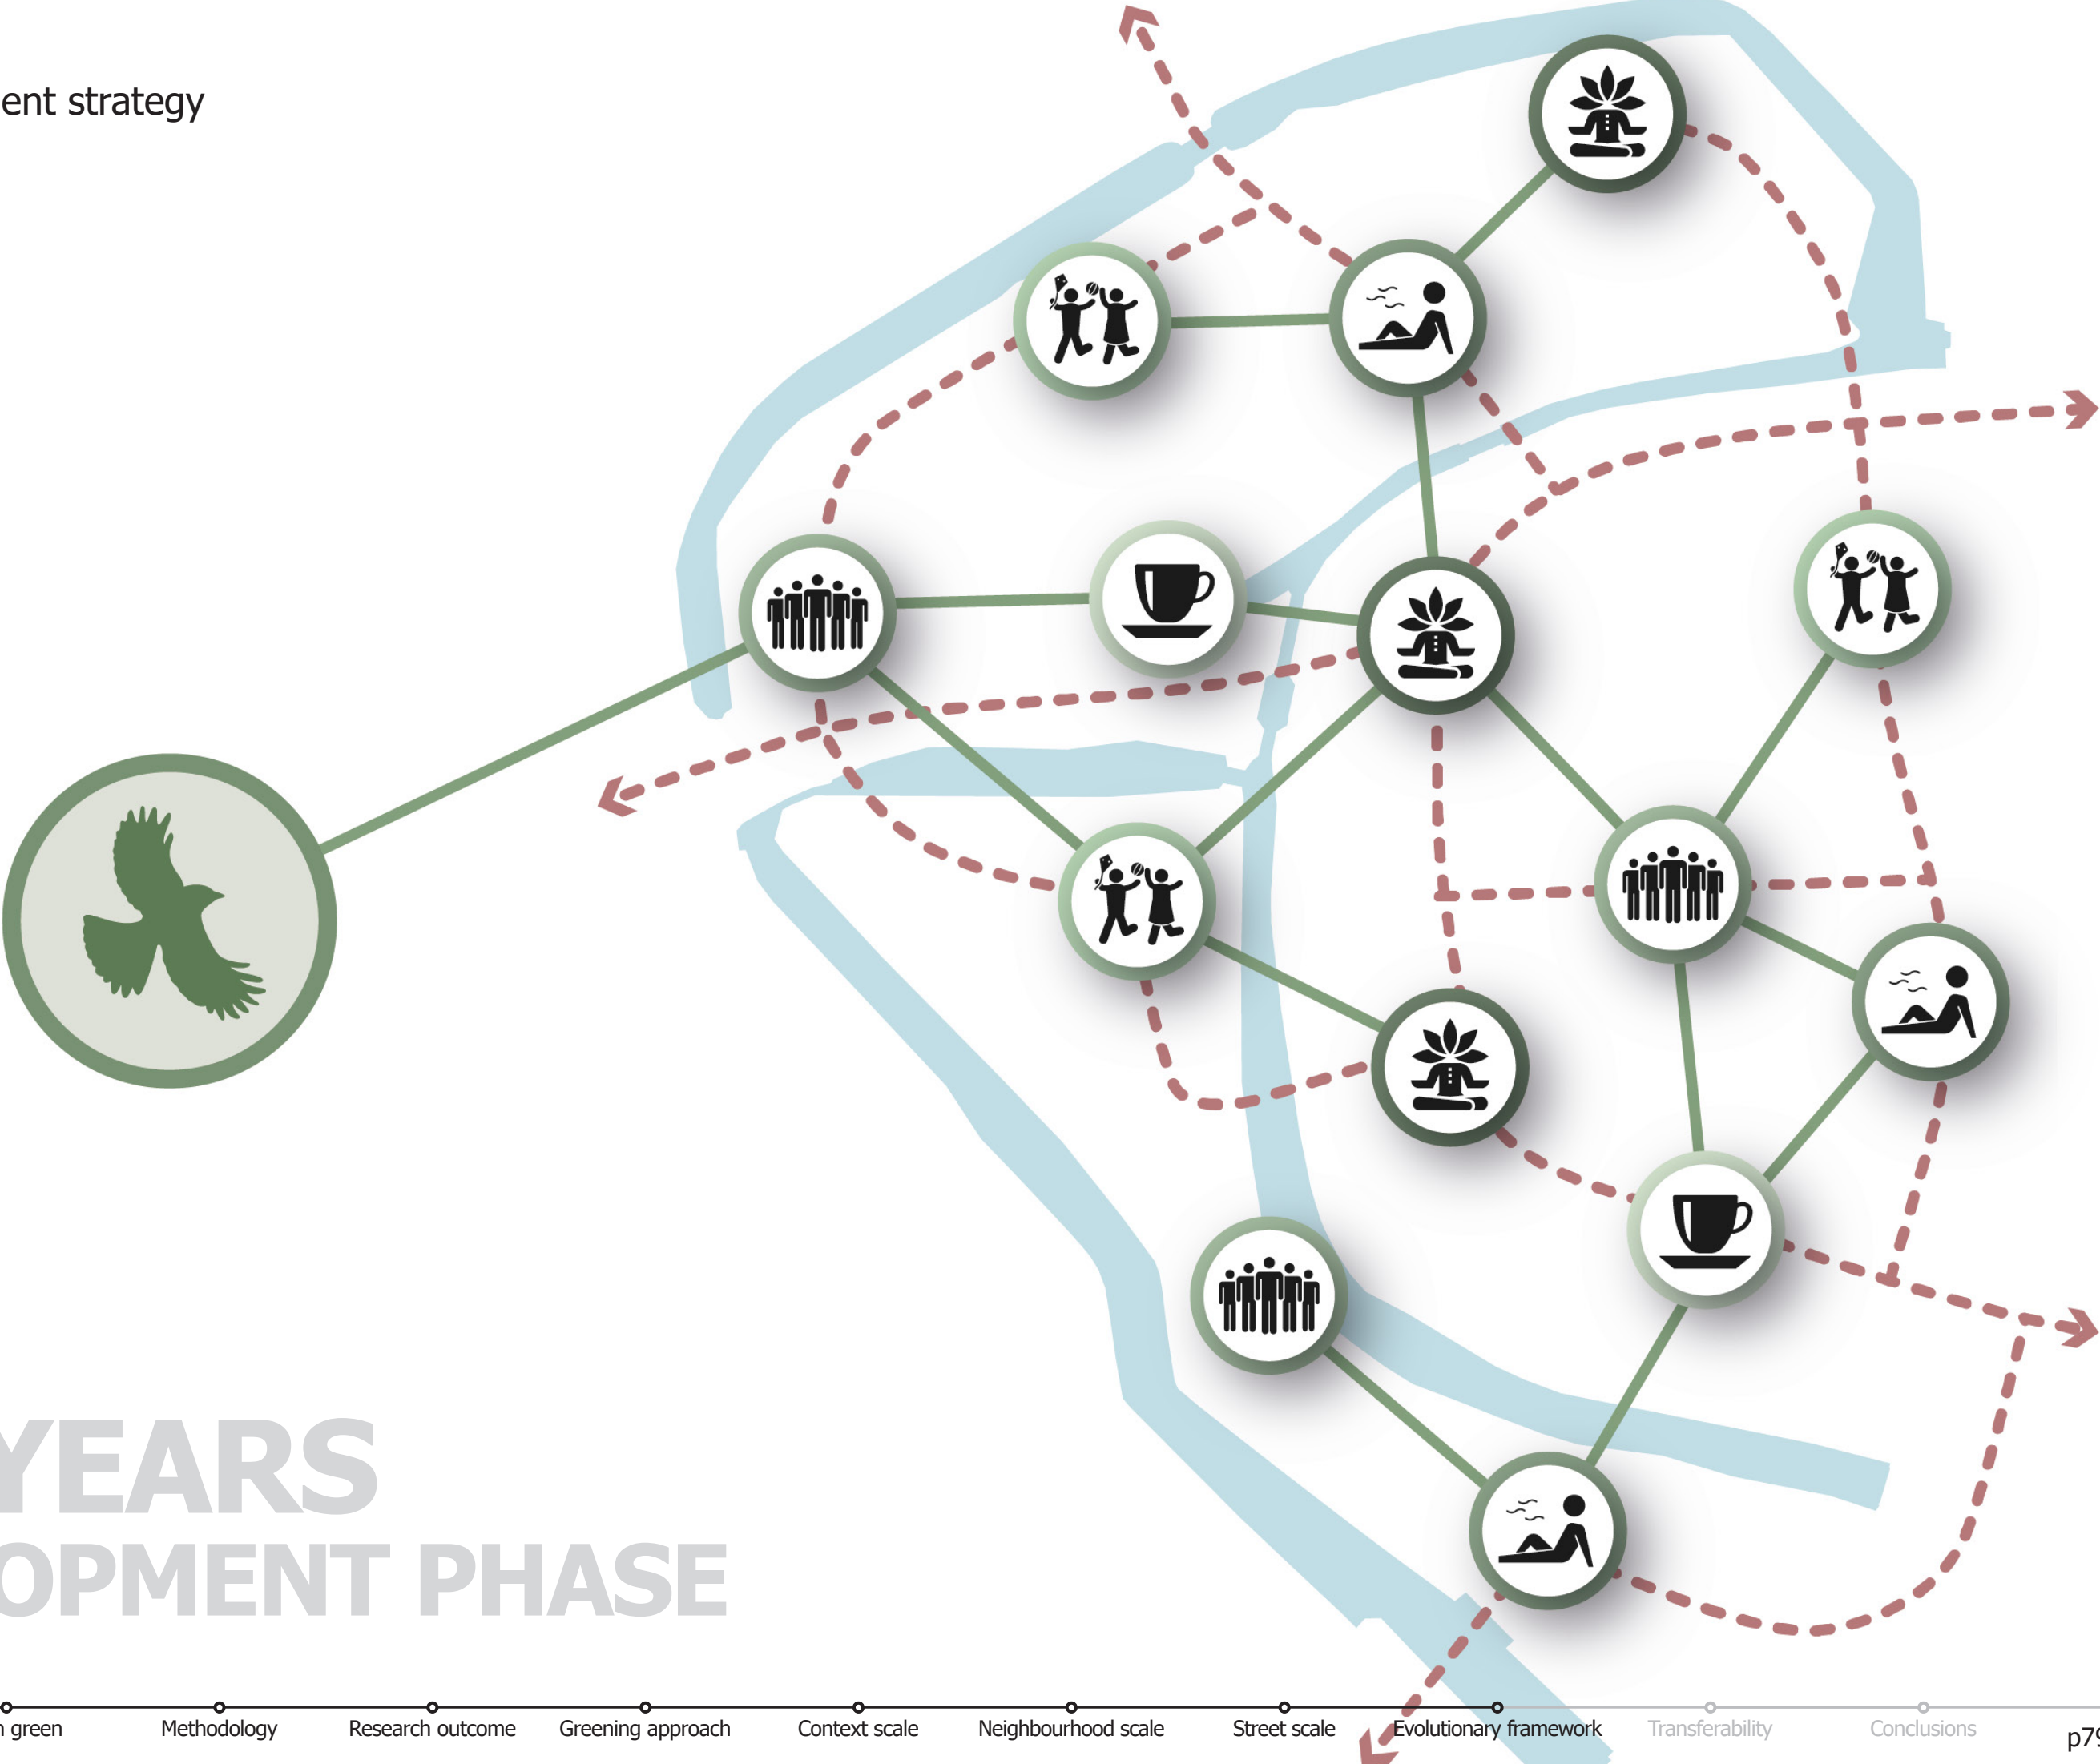 ent strategy
YEARS
OPMENT PHASE
n green
Methodology
Research outcome
Greening approach
Context scale
Neighbourhood scale
Street scale
Evolutionary framework
Transferability
Conclusions
p79